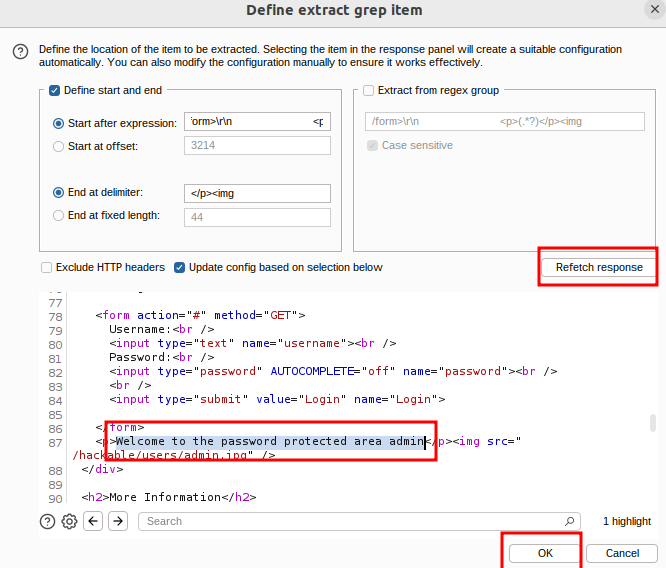 Define extract grep item
Define the location of the item to be extracted. Selecting the item in the response panel will create a suitable configuration
automatically. You can also modify the configuration manually to ensure it works effectively.
Define start and end
Start after expression: form>\r\n <p
Start at offset: 3214
End at delimiter: </p><img
End at fixed length: 44
Extract from regex group
/form>\r\n <p>(.*?)</p><img
Case sensitive
Exclude HTTP headers
Update config based on selection below
Refetch response
77
78 <form action="#" method="GET">
79 Username:<br />
80 <input type="text" name="username"><br />
81 Password:<br />
82 <input type="password" AUTOCOMPLETE="off" name="password"><br />
83 <br />
84 <input type="submit" value="Login" name="Login">
85
86 </form>
87 <p>Welcome to the password protected area admin</p><img src="
/hackable/users/admin.jpg" />
88 </div>
89
90 <h2>More Information</h2>
Search
1 highlight
OK
Cancel